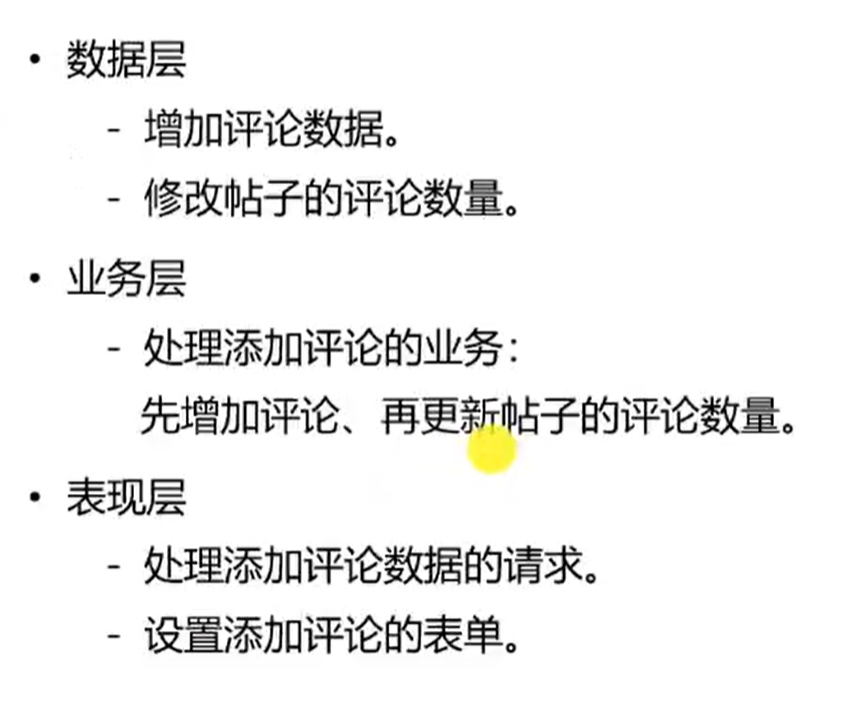 • 数据层
- 增加评论数据。
- 修改帖子的评论数量。
• 业务层
- 处理添加评论的业务：
先增加评论、再更新帖子的评论数量。
• 表现层
- 处理添加评论数据的请求。
- 设置添加评论的表单。